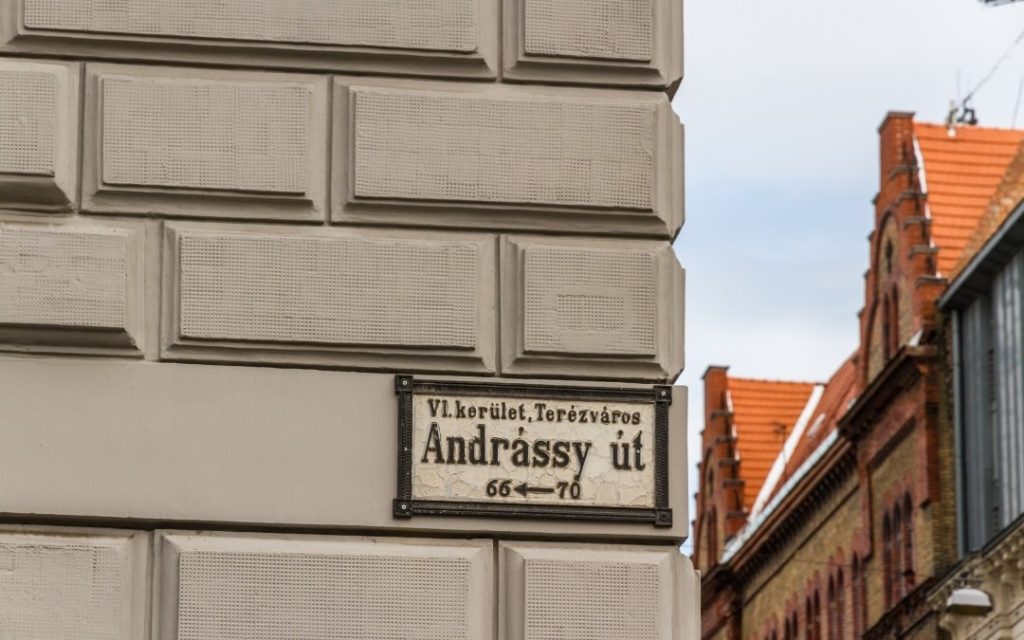 VI. kerület, Terézváros
Andrássy út
66←70